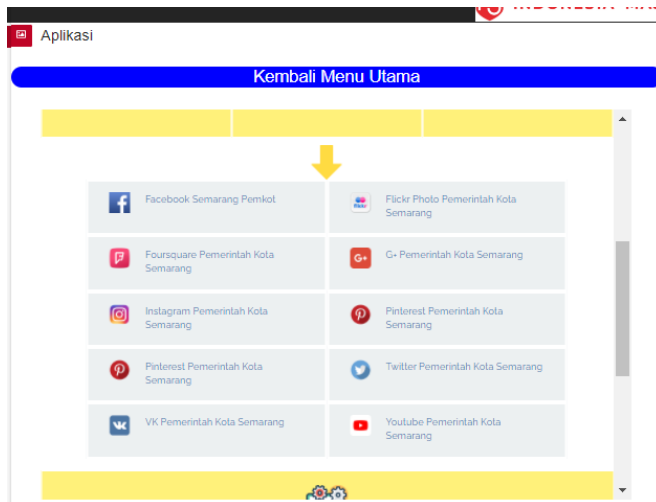 Aplikasi
Kembali Menu Utama
Facebook Semarang Pemkot
Flickr Photo Pemerintah Kota
Semarang
Foursquare Pemerintah Kota
Semarang
G+
G+ Pemerintah Kota Semarang
Instagram Pemerintah Kota
Semarang
Pinterest Pemerintah Kota
Semarang
Pinterest Pemerintah Kota
Semarang
Twitter Pemerintah Kota Semarang
VK Pemerintah Kota Semarang
Youtube Pemerintah Kota
Semarang